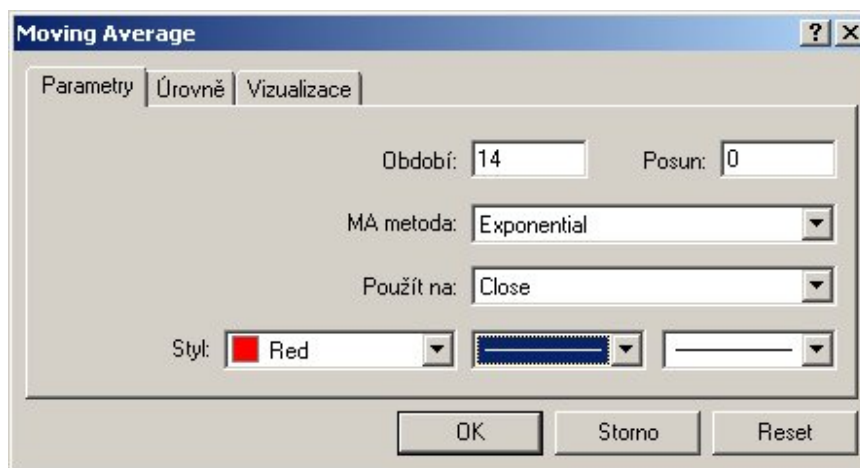 Moving Average
Parametry Úrovně Vizualizace
Období: 14 Posun: 0
MA metoda: Exponential
Použít na: Close
Styl: Red
OK Storno Reset